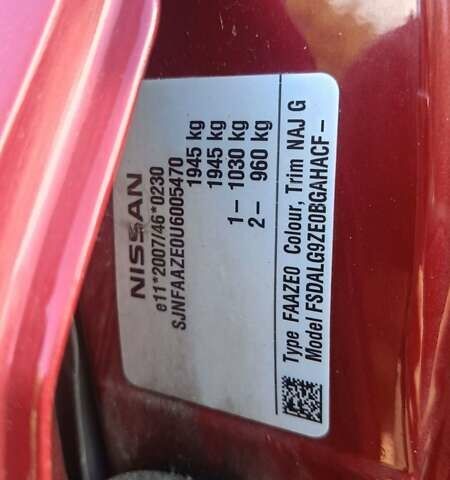 NISSAN
e11*2007/46*0230
SJNFAAZE0U6005470
1945 kg
1945 kg
1- 1030 kg
2- 960 kg
Type FAAZE0 Colour, Trim NAJ G
Model FSDALG9ZE0BGAHACF-